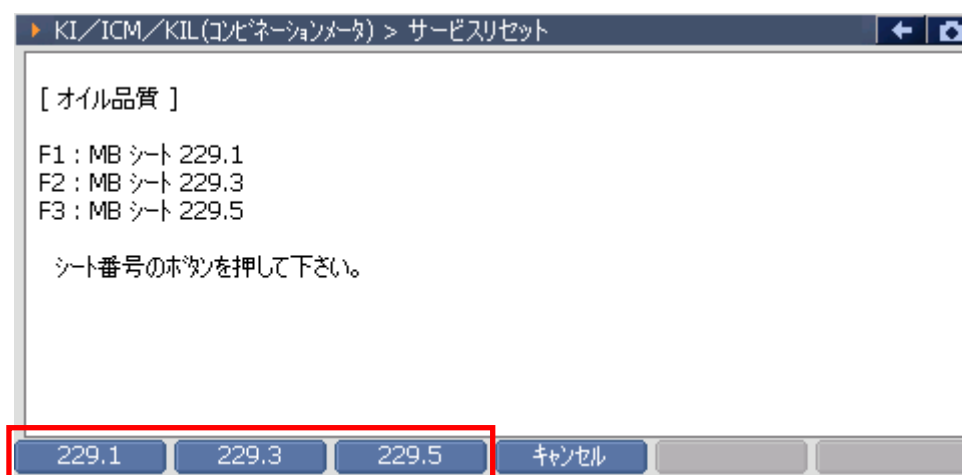 KI／ICM／KIL(ｺﾝﾋﾞﾈｰｼｮﾝﾒｰﾀ) > サービスリセット
[ オイル品質 ]
F1 : MB ｼｰﾄ 229.1
F2 : MB ｼｰﾄ 229.3
F3 : MB ｼｰﾄ 229.5
ｼｰﾄ番号のﾎﾞﾀﾝを押して下さい。
229.1 229.3 229.5 ｷｬﾝｾﾙ